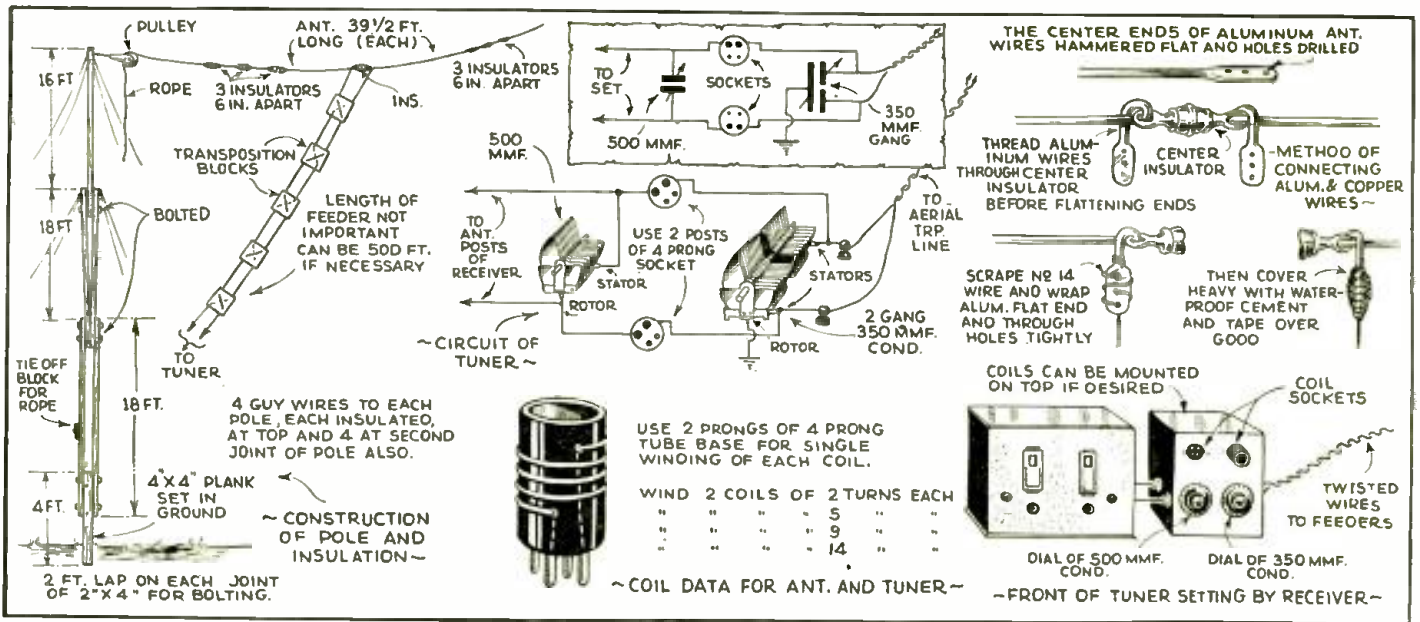 PULLEY
ANT. 39 1/2 FT.
LONG (EACH)
16 FT
ROPE
3 INSULATORS
6 IN. APART
3 INSULATORS
6 IN. APART
INS.
TRANSPOSITION
BLOCKS
18 FT
BOLTED
LENGTH OF
FEEDER NOT
IMPORTANT
CAN BE 500 FT.
IF NECESSARY
TO
TUNER
TIE OFF
BLOCK
FOR
ROPE
18 FT.
4 GUY WIRES TO EACH
POLE, EACH INSULATED,
AT TOP AND 4 AT SECOND
JOINT OF POLE ALSO.
4"X4" PLANK
SET IN
GROUND
4 FT.
~CONSTRUCTION
OF POLE AND
INSULATION~
2 FT. LAP ON EACH JOINT
OF 2"X4" FOR BOLTING.
TO
SET
SOCKETS
500 MMF.
350
MMF.
GANG
500
MMF.
TO
ANT.
POSTS
OF
RECEIVER
STATOR
ROTOR
USE 2 POSTS
OF 4 PRONG
SOCKET
TO
AERIAL
TRP.
LINE
STATORS
2 GANG
350 MMF.
COND.
ROTOR
~CIRCUIT OF
TUNER~
USE 2 PRONGS OF 4 PRONG
TUBE BASE FOR SINGLE
WINDING OF EACH COIL.
WIND 2 COILS OF 2 TURNS EACH
" " " " 5 " "
" " " " 9 " "
" " " " 14 " "
~COIL DATA FOR ANT. AND TUNER~
THE CENTER ENDS OF ALUMINUM ANT.
WIRES HAMMERED FLAT AND HOLES DRILLED
THREAD ALUM-
INUM WIRES
THROUGH CENTER
INSULATOR
BEFORE FLATTENING ENDS
CENTER
INSULATOR
-METHOD OF
CONNECTING
ALUM. & COPPER
WIRES~
SCRAPE No 14
WIRE AND WRAP
ALUM. FLAT END
AND THROUGH
HOLES TIGHTLY
THEN COVER
HEAVY WITH WATER-
PROOF CEMENT
AND TAPE OVER
GOOD
COILS CAN BE MOUNTED
ON TOP IF DESIRED
COIL
SOCKETS
TWISTED
WIRES
TO FEEDERS
DIAL OF 500 MMF.
COND.
DIAL OF 350 MMF.
COND.
~FRONT OF TUNER SETTING BY RECEIVER~